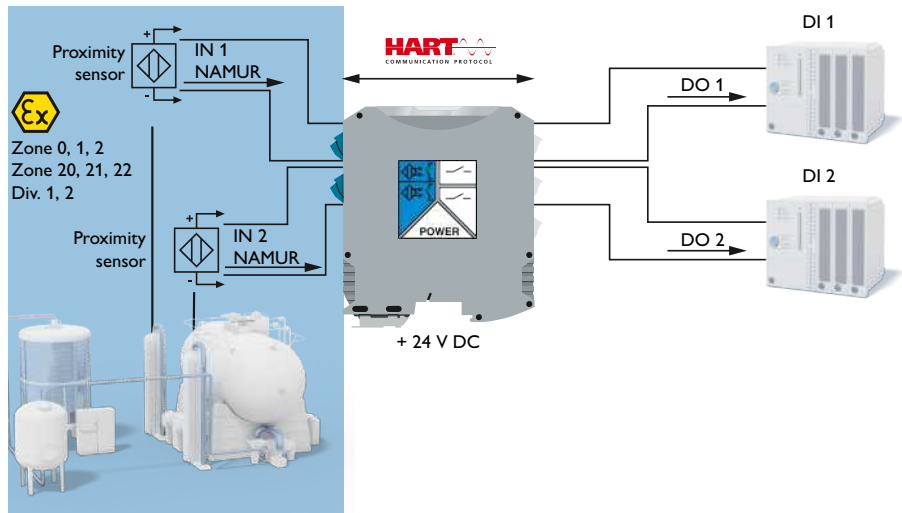 Proximity
sensor
+
-
IN 1
NAMUR
HART
COMMUNICATION PROTOCOL
DI 1
DO 1
Ex
Zone 0, 1, 2
Zone 20, 21, 22
Div. 1, 2
Proximity
sensor
+
-
IN 2
NAMUR
POWER
DI 2
DO 2
+ 24 V DC